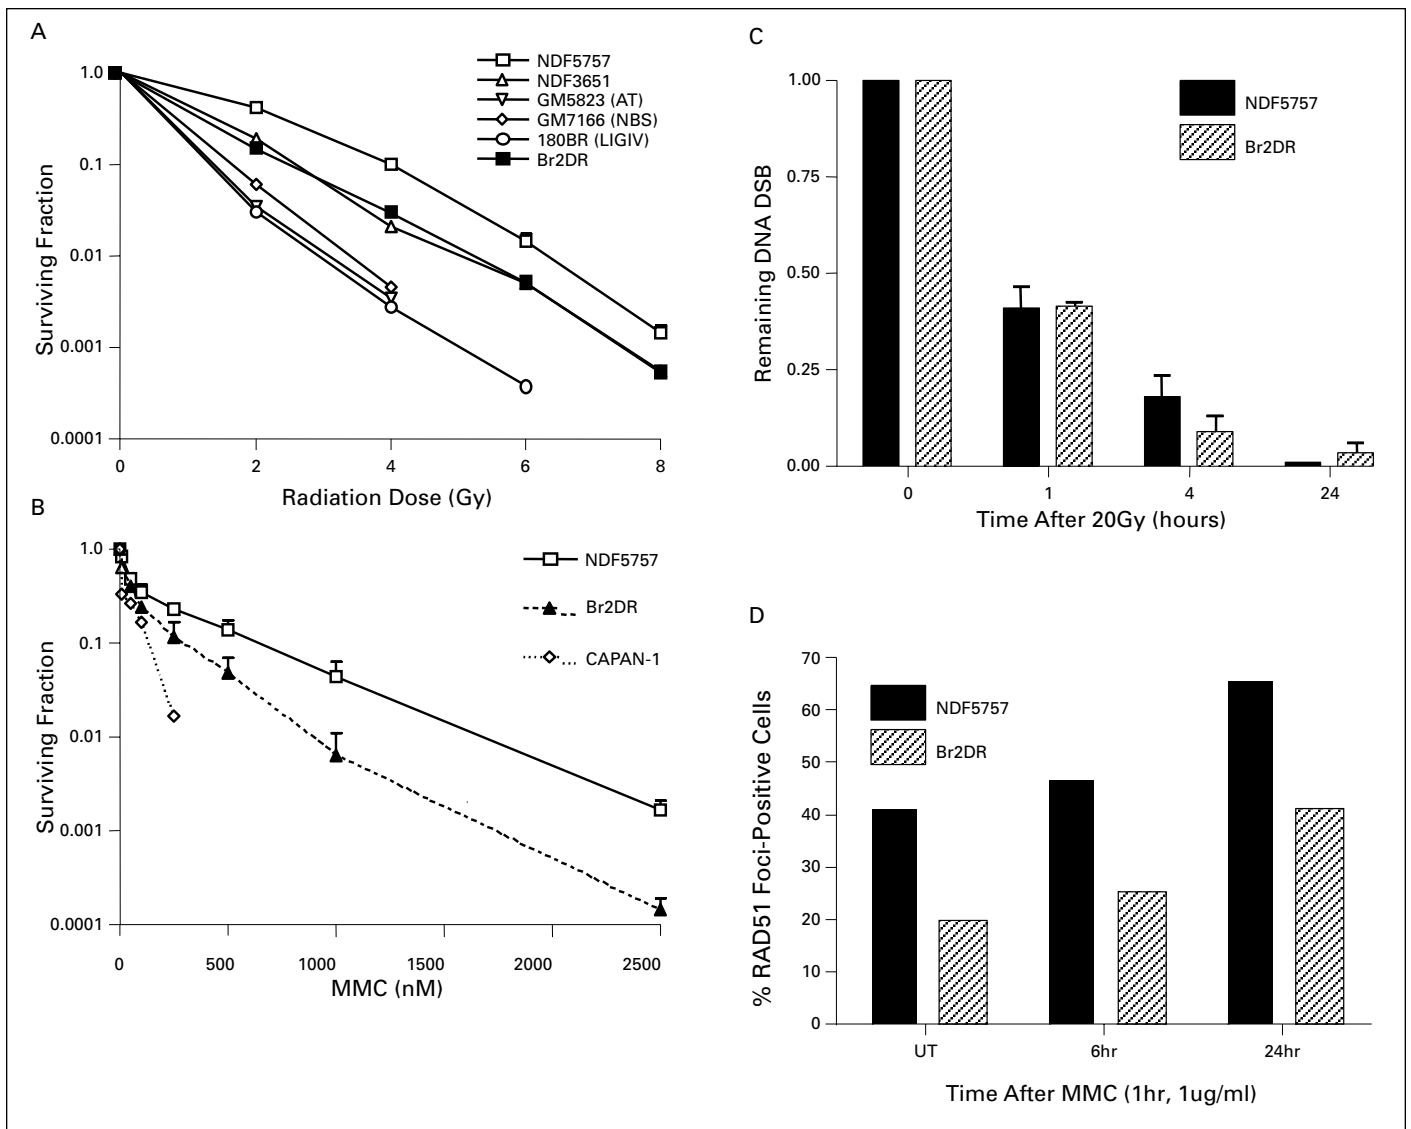 A
NDF5757
NDF3651
GM5823 (AT)
GM7166 (NBS)
180BR (LIGIV)
Br2DR
1.0
0.1
0.01
0.001
0.0001
Surviving Fraction
0 2 4 6 8
Radiation Dose (Gy)
B
NDF5757
Br2DR
CAPAN-1
1.0
0.1
0.01
0.001
0.0001
Surviving Fraction
0 500 1000 1500 2000 2500
MMC (nM)
C
NDF5757
Br2DR
1.00
0.75
0.50
0.25
0.00
Remaining DNA DSB
0 1 4 24
Time After 20Gy (hours)
D
NDF5757
Br2DR
70
60
50
40
30
20
10
0
% RAD51 Foci-Positive Cells
UT 6hr 24hr
Time After MMC (1hr, 1ug/ml)